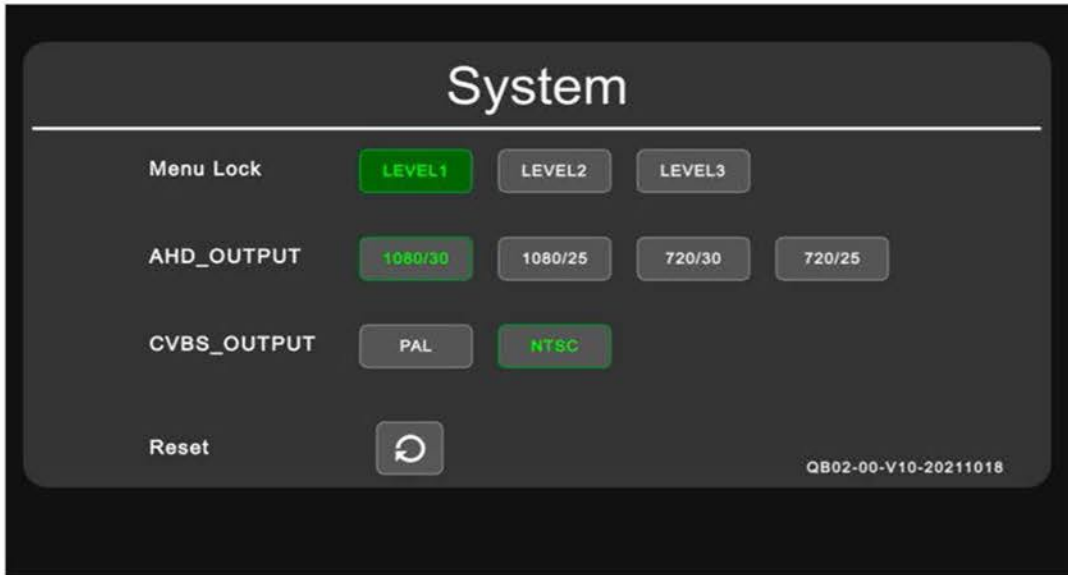 System
Menu Lock LEVEL1 LEVEL2 LEVEL3
AHD_OUTPUT 1080/30 1080/25 720/30 720/25
CVBS_OUTPUT PAL NTSC
Reset
QB02-00-V10-20211018